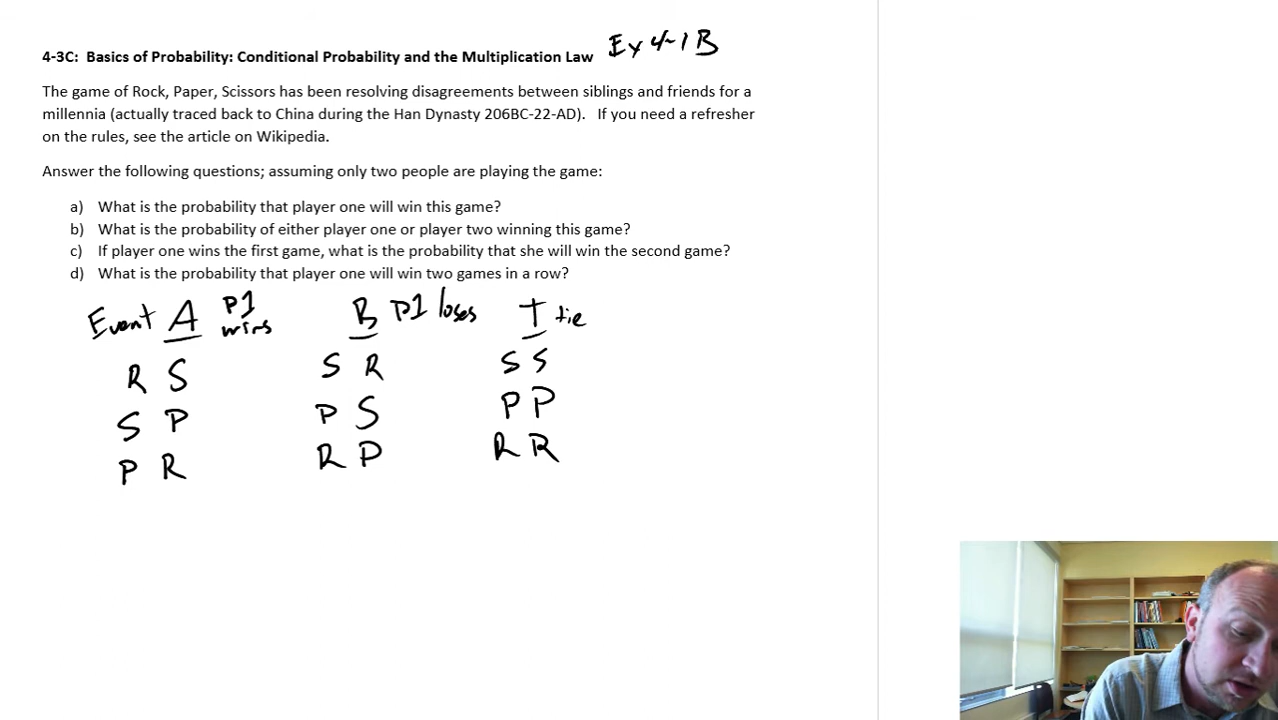 4-3C: Basics of Probability: Conditional Probability and the Multiplication Law Ex 4-1B
The game of Rock, Paper, Scissors has been resolving disagreements between siblings and friends for a
millennia (actually traced back to China during the Han Dynasty 206BC-22-AD). If you need a refresher
on the rules, see the article on Wikipedia.
Answer the following questions; assuming only two people are playing the game:
a) What is the probability that player one will win this game?
b) What is the probability of either player one or player two winning this game?
c) If player one wins the first game, what is the probability that she will win the second game?
d) What is the probability that player one will win two games in a row?
Event A P1 wins B P1 loses T tie
R S S R S S
S P P S P P
P R R P R R